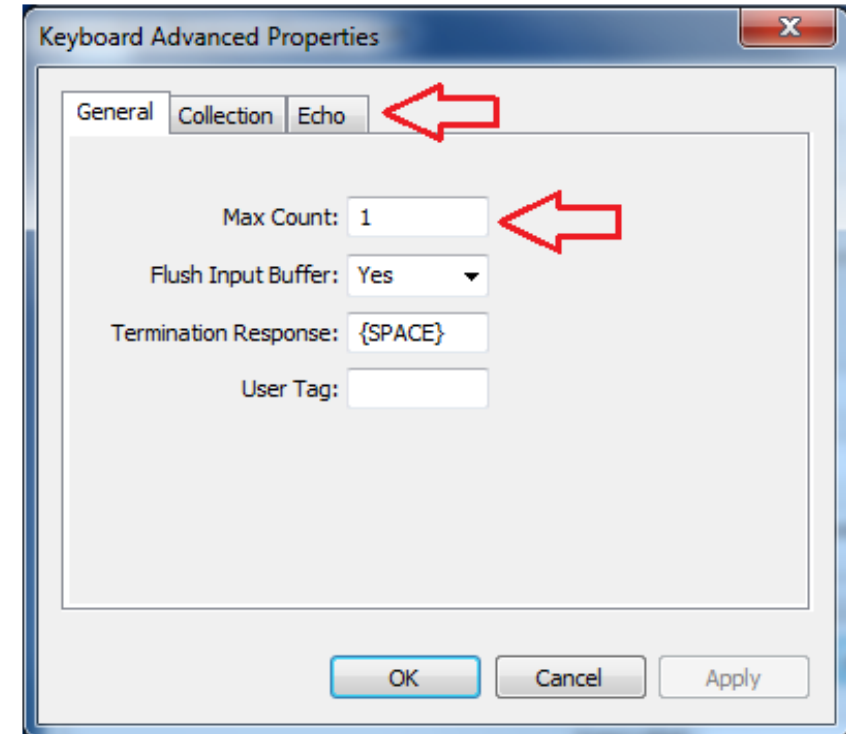 Keyboard Advanced Properties
General Collection Echo
Max Count: 1
Flush Input Buffer: Yes
Termination Response: {SPACE}
User Tag:
OK Cancel Apply